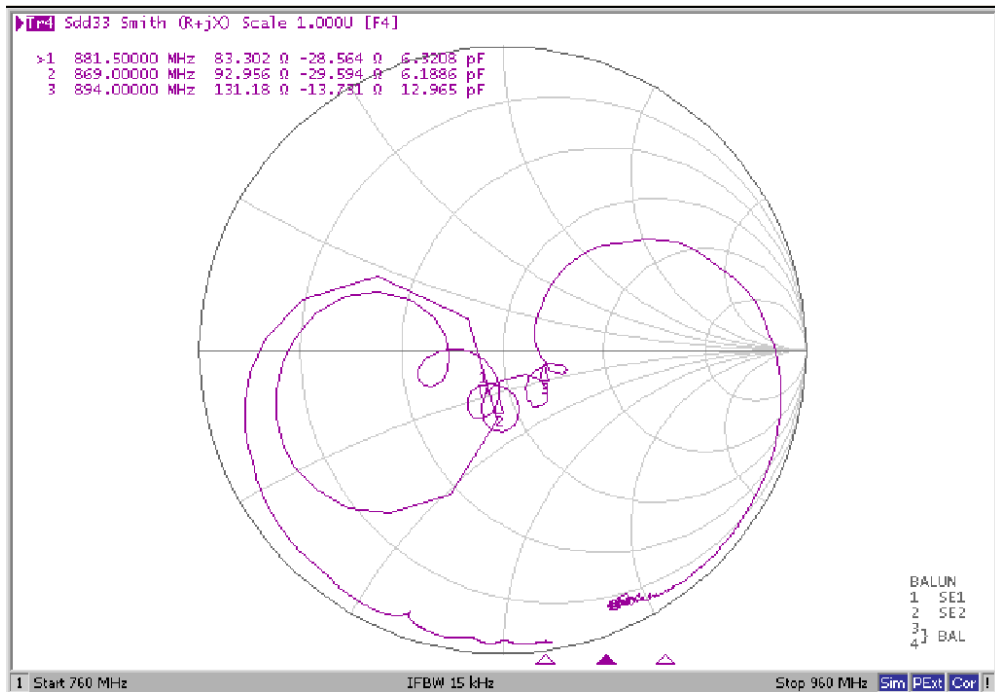 Tr4 Sdd33 Smith (R+jX) Scale 1.000U [F4]
>1 881.50000 MHz 83.302 Ω -28.564 Ω 6.3208 pF
2 869.00000 MHz 92.956 Ω -29.594 Ω 6.1886 pF
3 894.00000 MHz 131.18 Ω -13.731 Ω 12.965 pF
2
BALUN
1 SE1
2 SE2
3
4} BAL
1 Start 760 MHz IFBW 15 kHz Stop 960 MHz Sim PExt Cor !